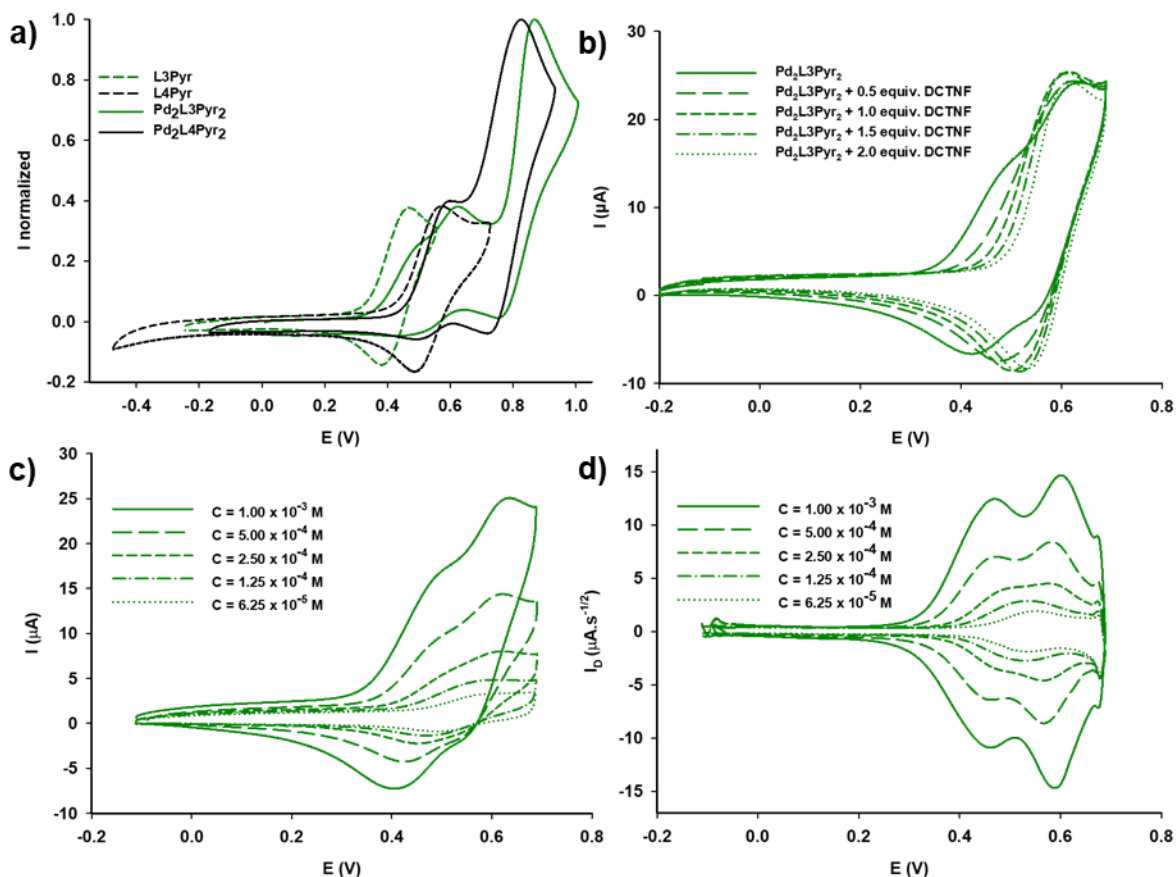 a)
I normalized
1.0
0.8
0.6
0.4
0.2
0.0
-0.2
L3Pyr
L4Pyr
Pd₂L3Pyr₂
Pd₂L4Pyr₂
-0.4 -0.2 0.0 0.2 0.4 0.6 0.8 1.0
E (V)
b)
I (µA)
30
20
10
0
-10
Pd₂L3Pyr₂
Pd₂L3Pyr₂ + 0.5 equiv. DCTNF
Pd₂L3Pyr₂ + 1.0 equiv. DCTNF
Pd₂L3Pyr₂ + 1.5 equiv. DCTNF
Pd₂L3Pyr₂ + 2.0 equiv. DCTNF
-0.2 0.0 0.2 0.4 0.6 0.8
E (V)
c)
I (µA)
30
25
20
15
10
5
0
-5
-10
C = 1.00 x 10⁻³ M
C = 5.00 x 10⁻⁴ M
C = 2.50 x 10⁻⁴ M
C = 1.25 x 10⁻⁴ M
C = 6.25 x 10⁻⁵ M
-0.2 0.0 0.2 0.4 0.6 0.8
E (V)
d)
I_D (µA.s⁻¹/²)
15
10
5
0
-5
-10
-15
C = 1.00 x 10⁻³ M
C = 5.00 x 10⁻⁴ M
C = 2.50 x 10⁻⁴ M
C = 1.25 x 10⁻⁴ M
C = 6.25 x 10⁻⁵ M
-0.2 0.0 0.2 0.4 0.6 0.8
E (V)